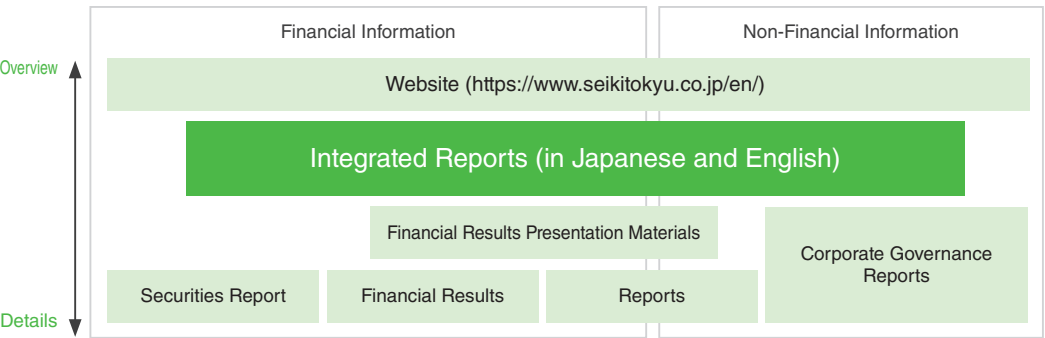 Financial Information
Non-Financial Information
Overview
Website (https://www.seikitokyu.co.jp/en/)
Integrated Reports (in Japanese and English)
Financial Results Presentation Materials
Corporate Governance
Reports
Securities Report
Financial Results
Reports
Details